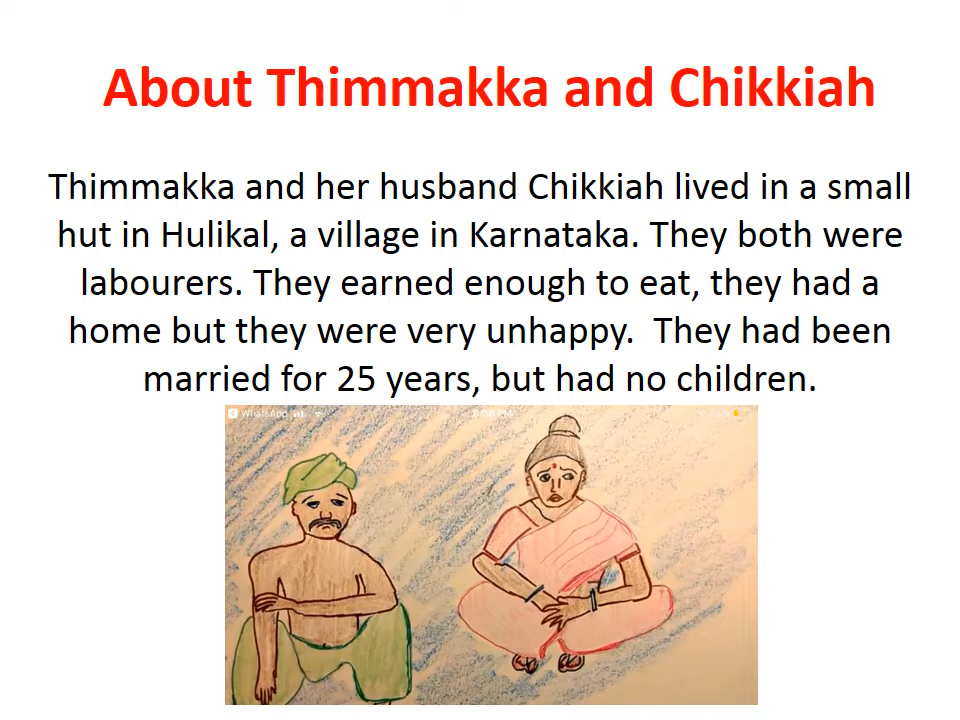 About Thimmakka and Chikkiah
Thimmakka and her husband Chikkiah lived in a small
hut in Hulikal, a village in Karnataka. They both were
labourers. They earned enough to eat, they had a
home but they were very unhappy.  They had been
married for 25 years, but had no children.
WhatsApp